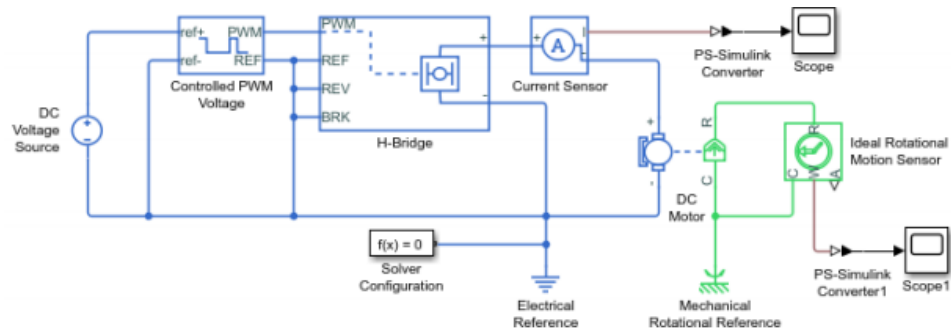 ref+
PWM
ref-
REF
Controlled PWM
Voltage
DC
Voltage
Source
PWM
REF
REV
BRK
+
-
H-Bridge
+
A
I
-
Current Sensor
PS-Simulink
Converter
Scope
+
-
DC
Motor
R
C
R
C
W
A
Ideal Rotational
Motion Sensor
PS-Simulink
Converter1
Scope1
f(x) = 0
Solver
Configuration
Electrical
Reference
Mechanical
Rotational Reference